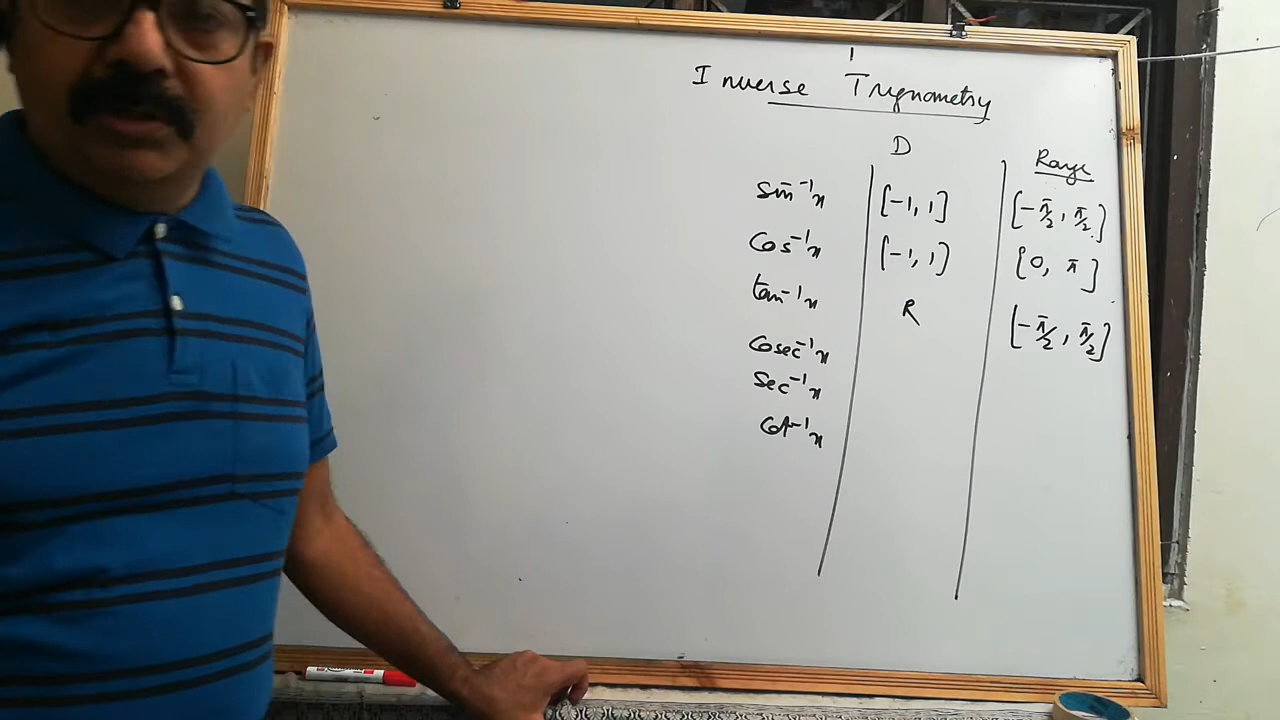 Inverse Trignometry
D Range
sin⁻¹x [-1, 1] [-π/2, π/2]
Cos⁻¹x [-1, 1] [0, π]
tan⁻¹x R [-π/2, π/2]
Cosec⁻¹x
Sec⁻¹x
Cot⁻¹x